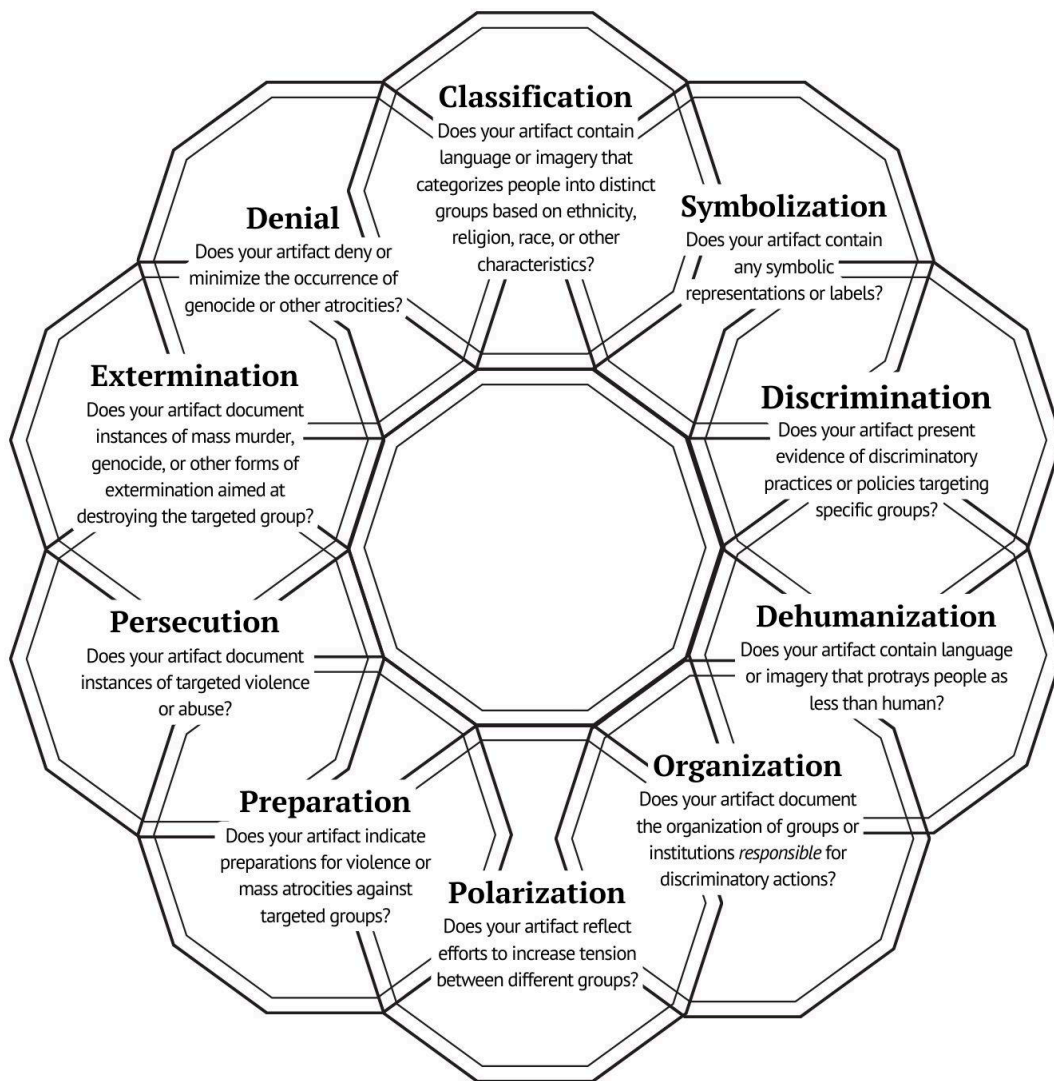 Classification
Does your artifact contain
language or imagery that
categorizes people into distinct
groups based on ethnicity,
religion, race, or other
characteristics?
Symbolization
Does your artifact contain
any symbolic
representations or labels?
Discrimination
Does your artifact present
evidence of discriminatory
practices or policies targeting
specific groups?
Dehumanization
Does your artifact contain language
or imagery that protrays people as
less than human?
Organization
Does your artifact document
the organization of groups or
institutions responsible for
discriminatory actions?
Polarization
Does your artifact reflect
efforts to increase tension
between different groups?
Preparation
Does your artifact indicate
preparations for violence or
mass atrocities against
targeted groups?
Persecution
Does your artifact document
instances of targeted violence
or abuse?
Extermination
Does your artifact document
instances of mass murder,
genocide, or other forms of
extermination aimed at
destroying the targeted group?
Denial
Does your artifact deny or
minimize the occurrence of
genocide or other atrocities?